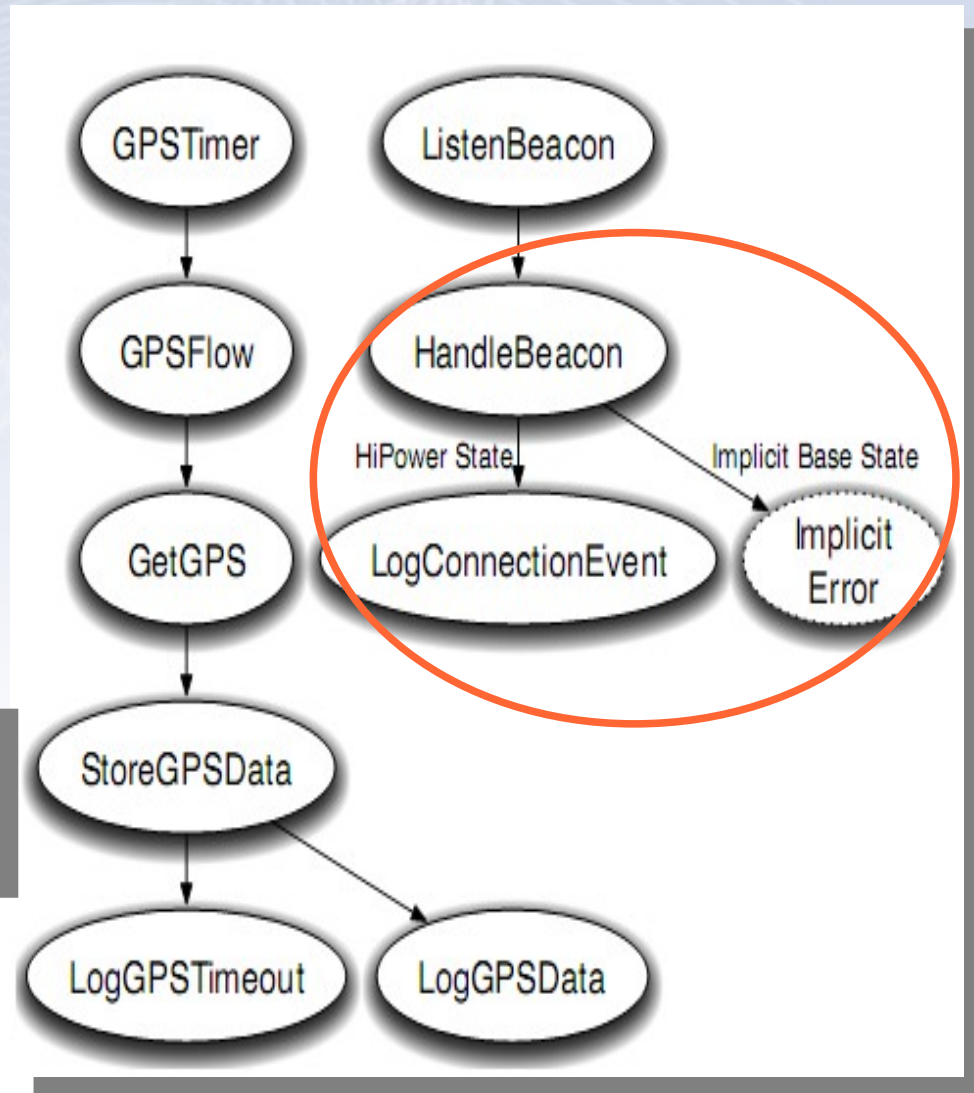 GPSTimer
ListenBeacon
GPSFlow
HandleBeacon
HiPower State
Implicit Base State
GetGPS
LogConnectionEvent
Implicit
Error
StoreGPSData
LogGPSTimeout
LogGPSData